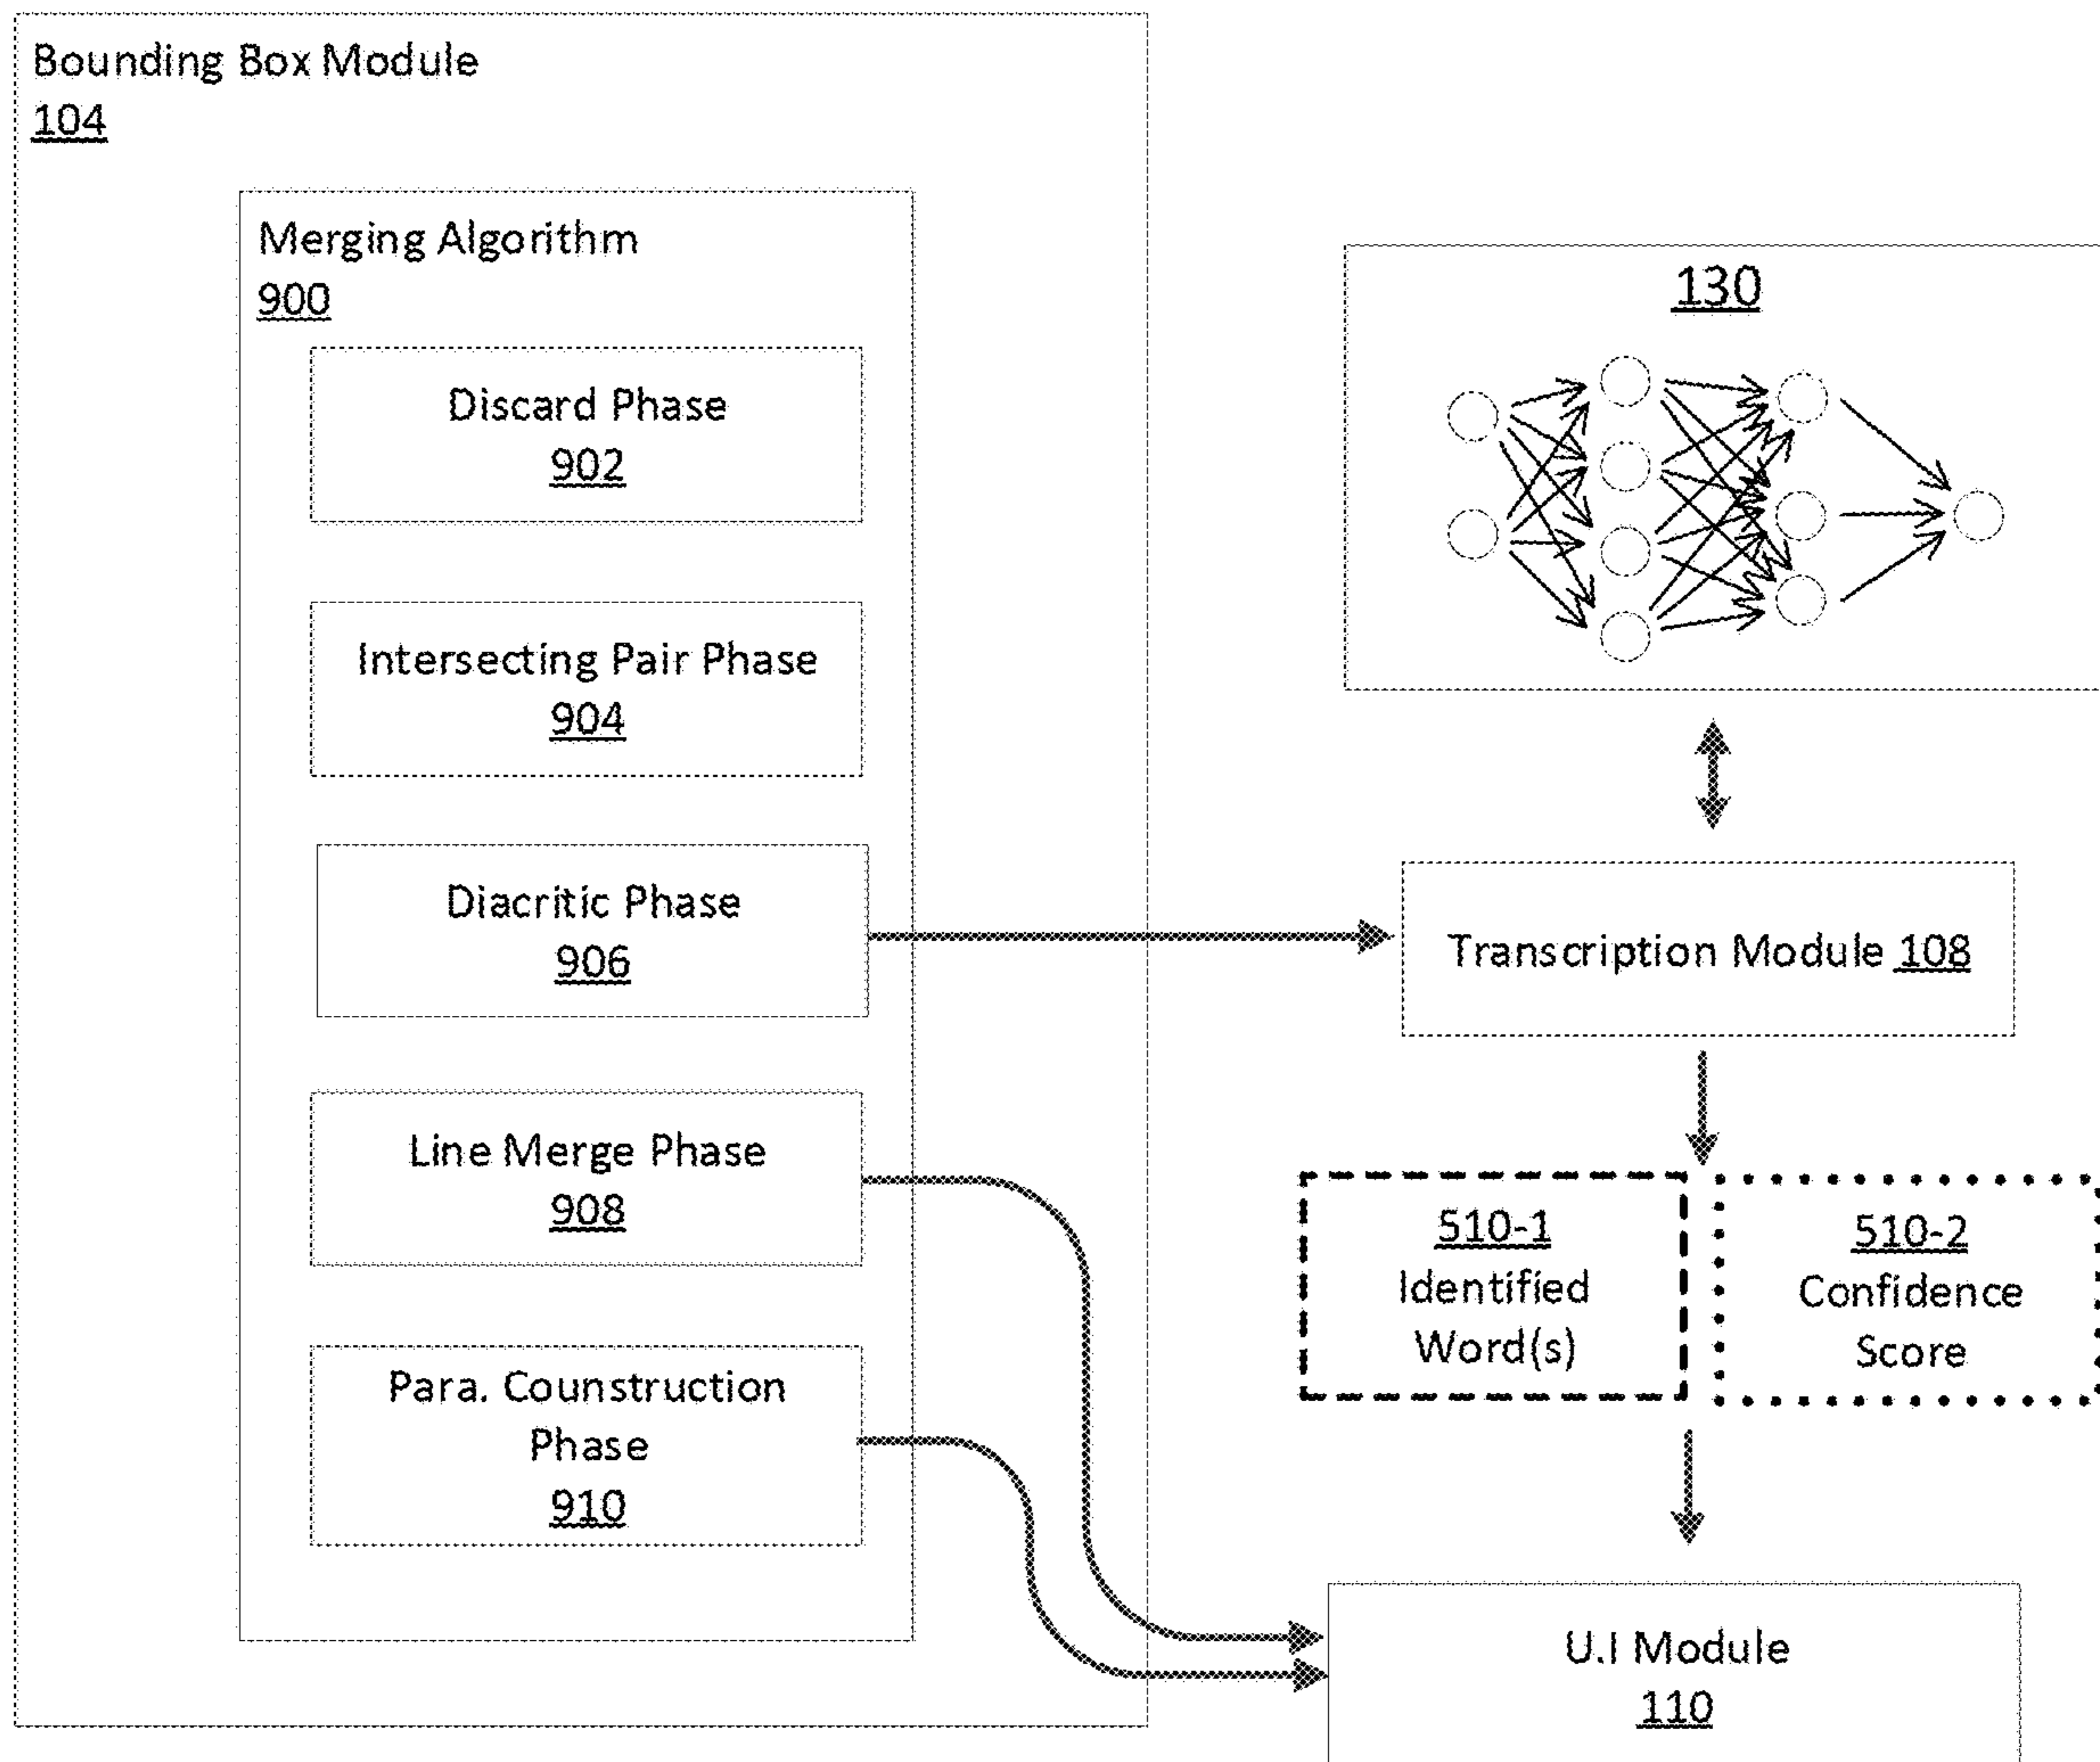 Bounding Box Module
104
Merging Algorithm
900
Discard Phase
902
Intersecting Pair Phase
904
Diacritic Phase
906
Line Merge Phase
908
Para. Counstruction
Phase
910
130
Transcription Module 108
510-1
Identified
Word(s)
510-2
Confidence
Score
U.I Module
110